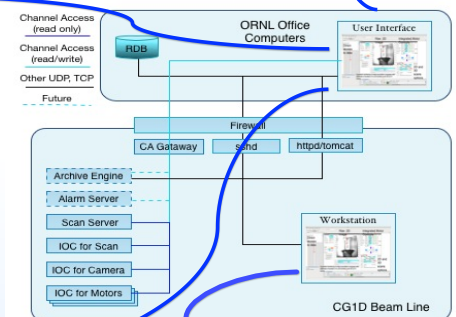 Channel Access
(read only)
Channel Access
(read/write)
Other UDP, TCP
Future
ORNL Office
Computers
RDB
User Interface
Firewall
CA Gataway
sshd
httpd/tomcat
Archive Engine
Alarm Server
Scan Server
IOC for Scan
IOC for Camera
IOC for Motors
Workstation
CG1D Beam Line